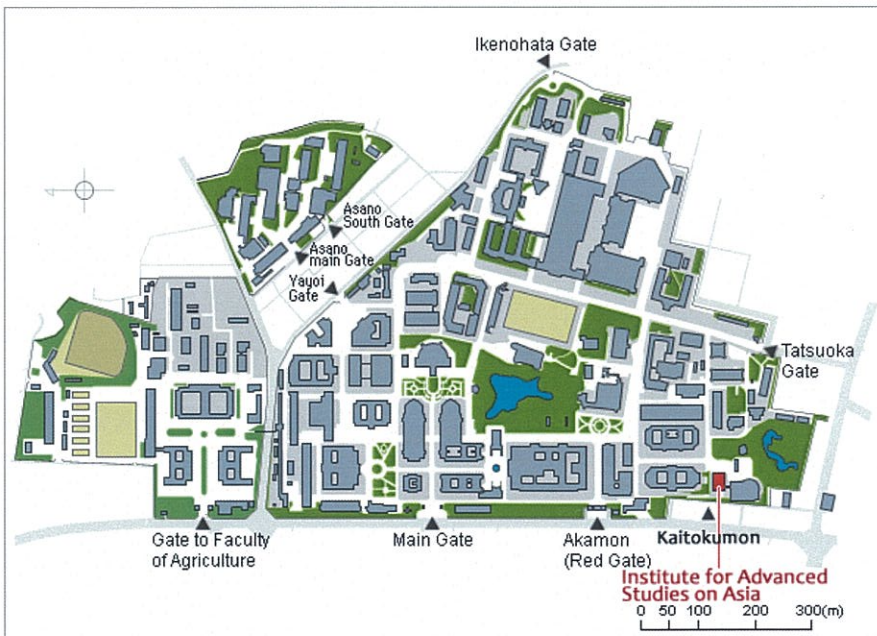 Ikenohata Gate
Asano
South Gate
Asano
main Gate
Yayoi
Gate
Tatsuoka
Gate
Gate to Faculty
of Agriculture
Main Gate
Akamon
(Red Gate)
Kaitokumon
Institute for Advanced
Studies on Asia
0 50 100 200 300(m)